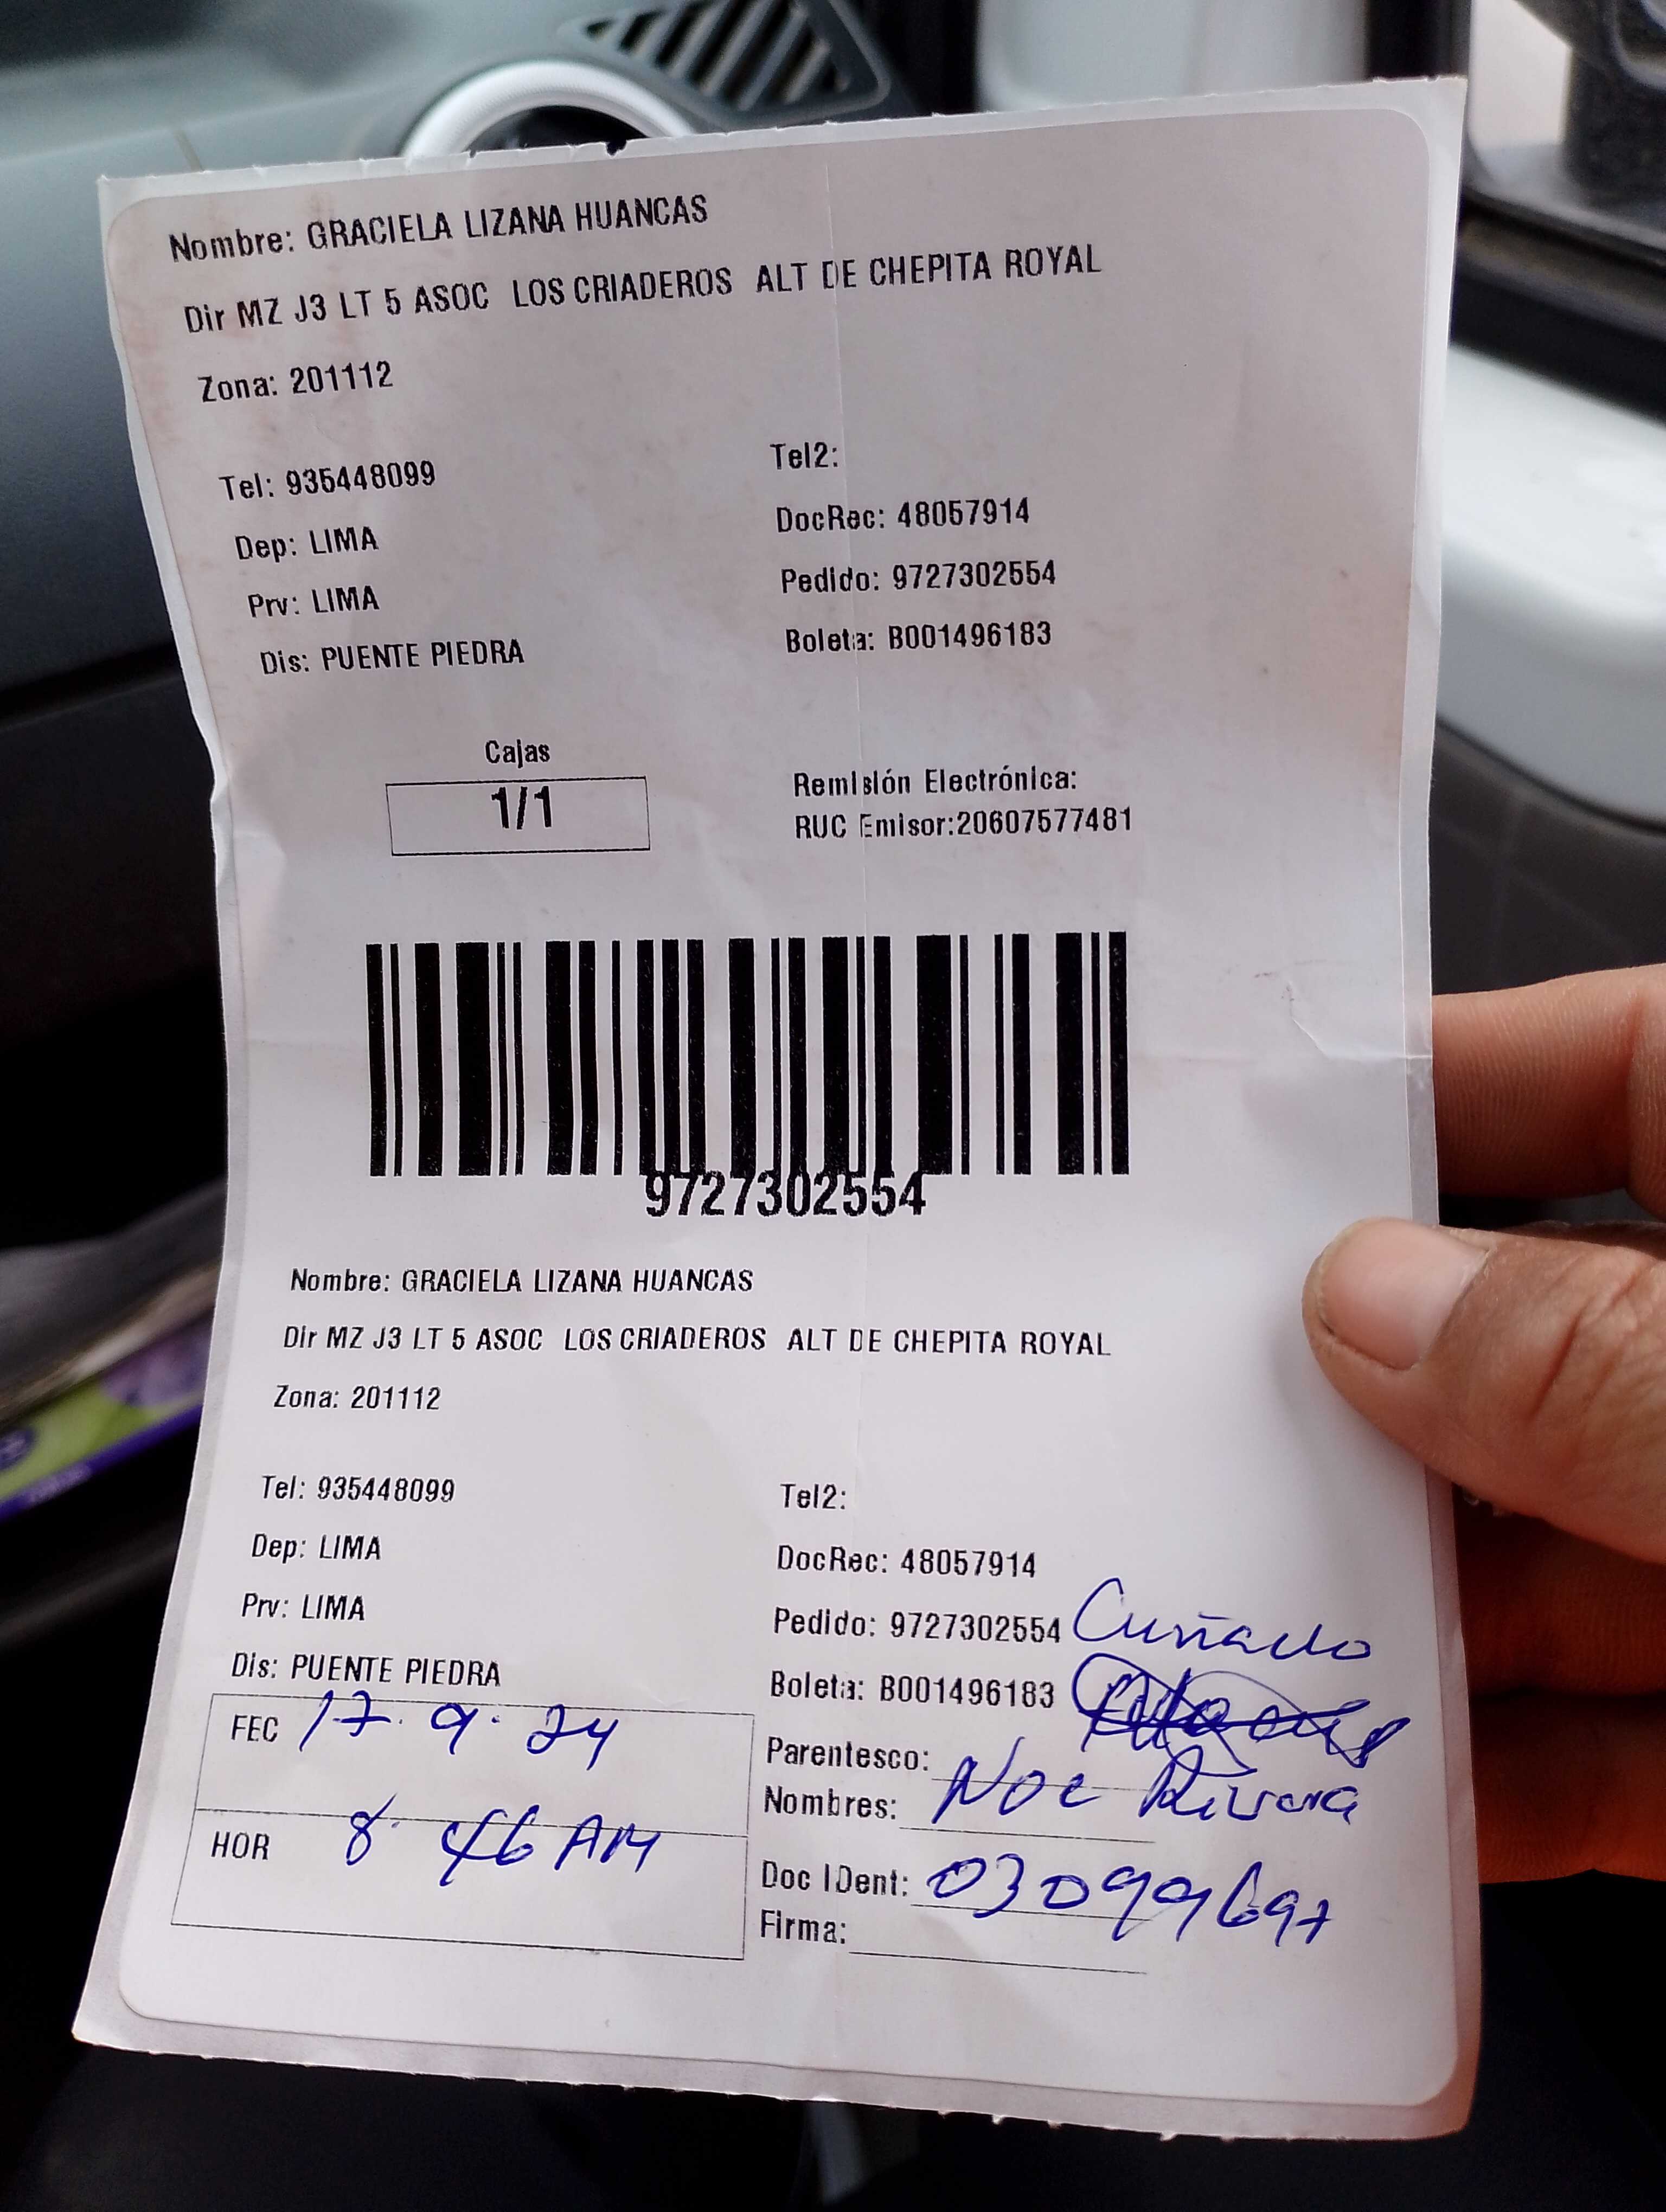 Nombre: GRACIELA LIZANA HUANCAS
Dir MZ J3 LT 5 ASOC LOS CRIADEROS ALT DE CHEPITA ROYAL
Zona: 201112
Tel: 935448099
Tel2:
DocRec: 48057914
Dep: LIMA
Pedido: 9727302554
Prv: LIMA
Boleta: B001496183
Dis: PUENTE PIEDRA
Cajas
1/1
Remisión Electrónica:
RUC Emisor:20607577481
9727302554
Nombre: GRACIELA LIZANA HUANCAS
Dir MZ J3 LT 5 ASOC LOS CRIADEROS ALT DE CHEPITA ROYAL
Zona: 201112
Tel: 935448099
Tel2:
Dep: LIMA
DocRec: 48057914
Prv: LIMA
Pedido: 9727302554 Cuñado
Dis: PUENTE PIEDRA
Boleta: B001496183
FEC 17.9.24
Parentesco:
Nombres: Noe Rivera
HOR 8.46 AM
Doc IDent: 03099697
Firma: